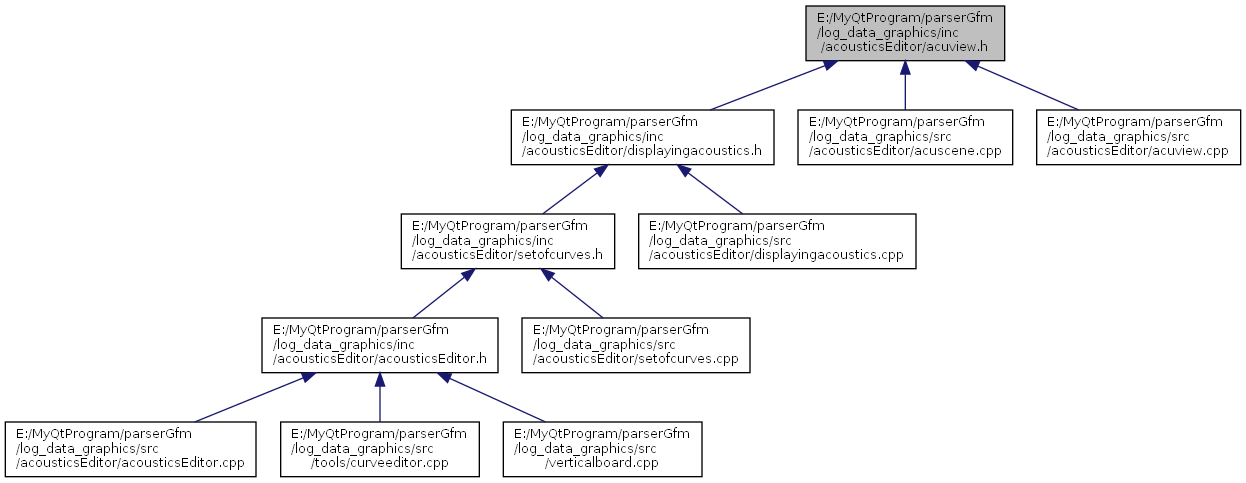 E:/MyQtProgram/parserGfm
/log_data_graphics/inc
/acousticsEditor/acuview.h
E:/MyQtProgram/parserGfm
/log_data_graphics/inc
/acousticsEditor/displayingacoustics.h
E:/MyQtProgram/parserGfm
/log_data_graphics/src
/acousticsEditor/acuscene.cpp
E:/MyQtProgram/parserGfm
/log_data_graphics/src
/acousticsEditor/acuview.cpp
E:/MyQtProgram/parserGfm
/log_data_graphics/inc
/acousticsEditor/setofcurves.h
E:/MyQtProgram/parserGfm
/log_data_graphics/src
/acousticsEditor/displayingacoustics.cpp
E:/MyQtProgram/parserGfm
/log_data_graphics/inc
/acousticsEditor/acousticsEditor.h
E:/MyQtProgram/parserGfm
/log_data_graphics/src
/acousticsEditor/setofcurves.cpp
E:/MyQtProgram/parserGfm
/log_data_graphics/src
/acousticsEditor/acousticsEditor.cpp
E:/MyQtProgram/parserGfm
/log_data_graphics/src
/tools/curveeditor.cpp
E:/MyQtProgram/parserGfm
/log_data_graphics/src
/verticalboard.cpp